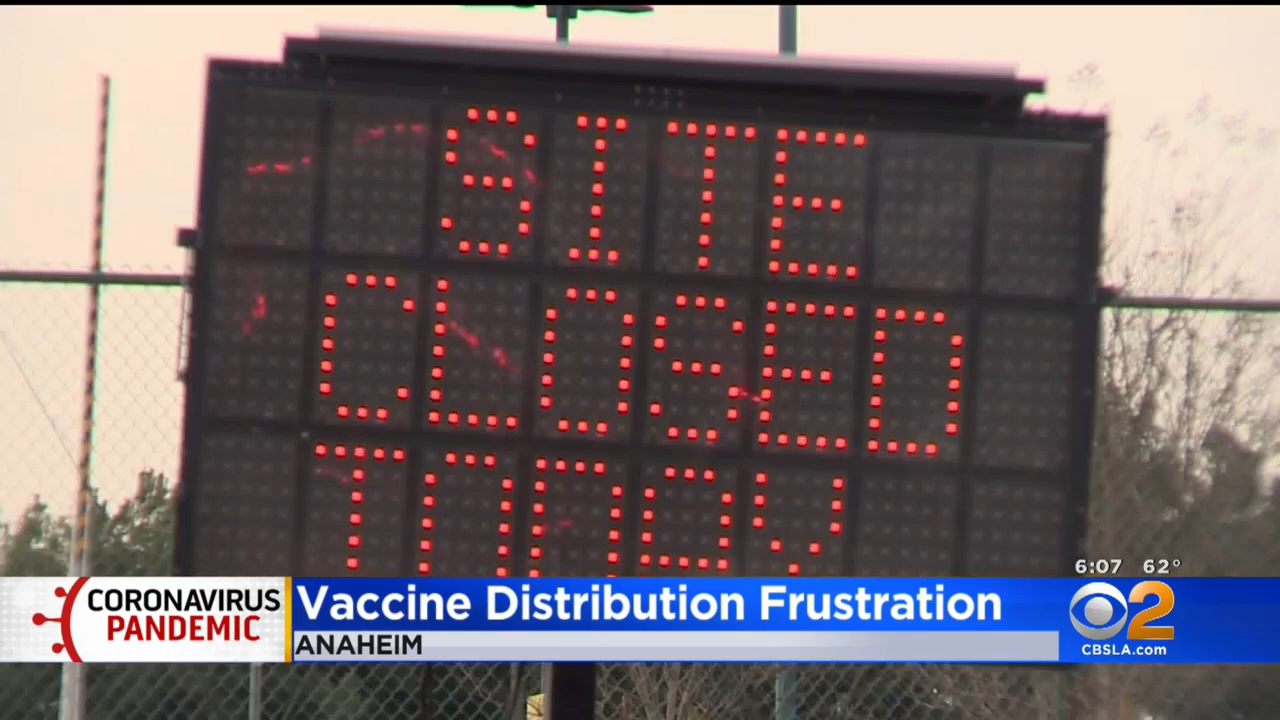 SITE
CLOSED
TODAY
6:07 62°
CORONAVIRUS
PANDEMIC
Vaccine Distribution Frustration
ANAHEIM
2
CBSLA.com